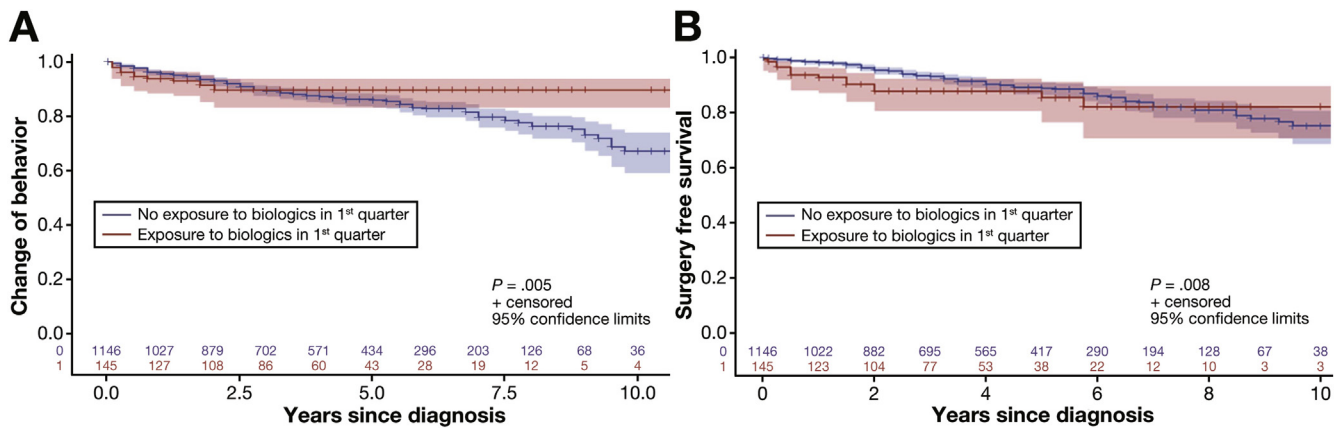 A
Change of behavior
1.0
0.8
0.6
0.4
0.2
0.0
No exposure to biologics in 1st quarter
Exposure to biologics in 1st quarter
P = .005
+ censored
95% confidence limits
0 1146 1027 879 702 571 434 296 203 126 68 36
1 145 127 108 86 60 43 28 19 12 5 4
0.0 2.5 5.0 7.5 10.0
Years since diagnosis
B
Surgery free survival
1.0
0.8
0.6
0.4
0.2
0.0
No exposure to biologics in 1st quarter
Exposure to biologics in 1st quarter
P = .008
+ censored
95% confidence limits
0 1146 1022 882 695 565 417 290 194 128 67 38
1 145 123 104 77 53 38 22 12 10 3 3
0 2 4 6 8 10
Years since diagnosis